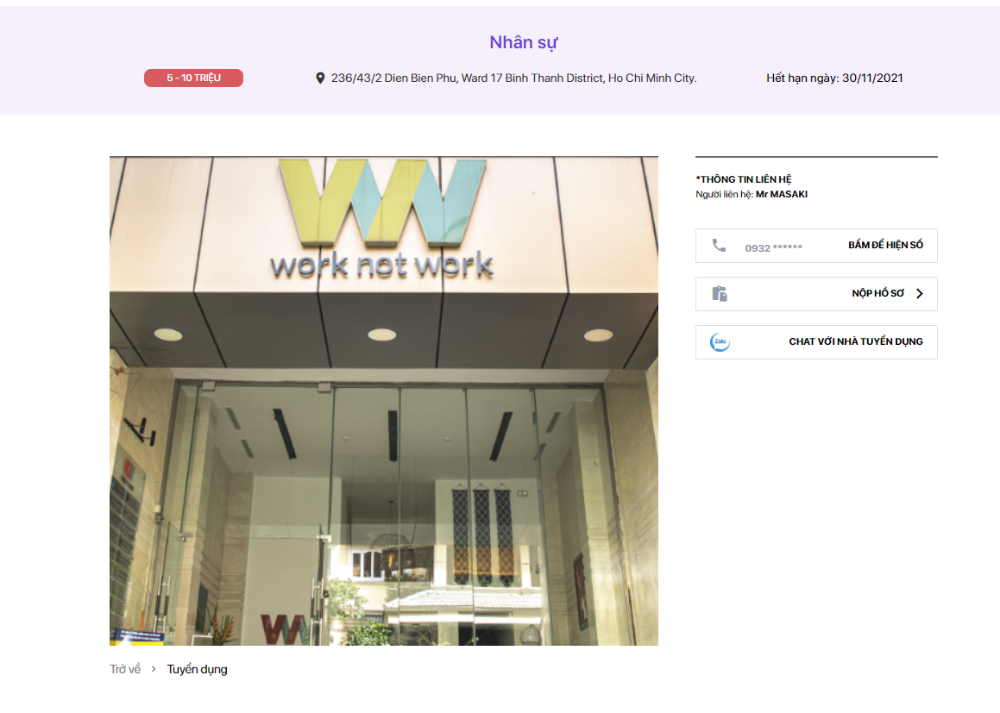 Nhân sự
5 - 10 TRIỆU
236/43/2 Dien Bien Phu, Ward 17 Binh Thanh District, Ho Chi Minh City.
Hết hạn ngày: 30/11/2021
work not work
*THÔNG TIN LIÊN HỆ
Người liên hệ: Mr MASAKI
0932 ******
BẤM ĐỂ HIỆN SỐ
NỘP HỒ SƠ
Zalo
CHAT VỚI NHÀ TUYỂN DỤNG
Trở về > Tuyển dụng